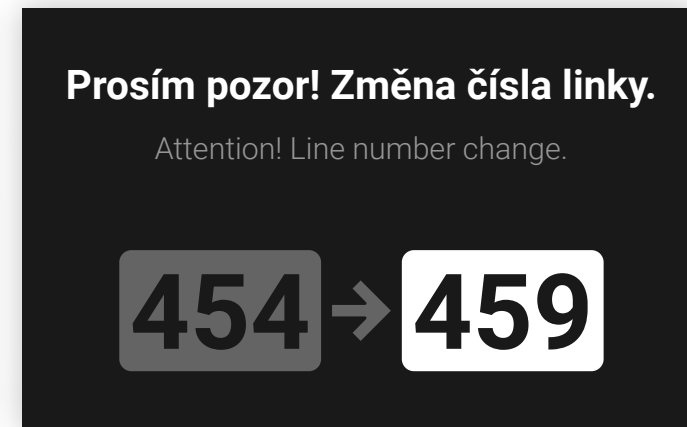 Prosím pozor! Změna čísla linky.
Attention! Line number change.
454 → 459